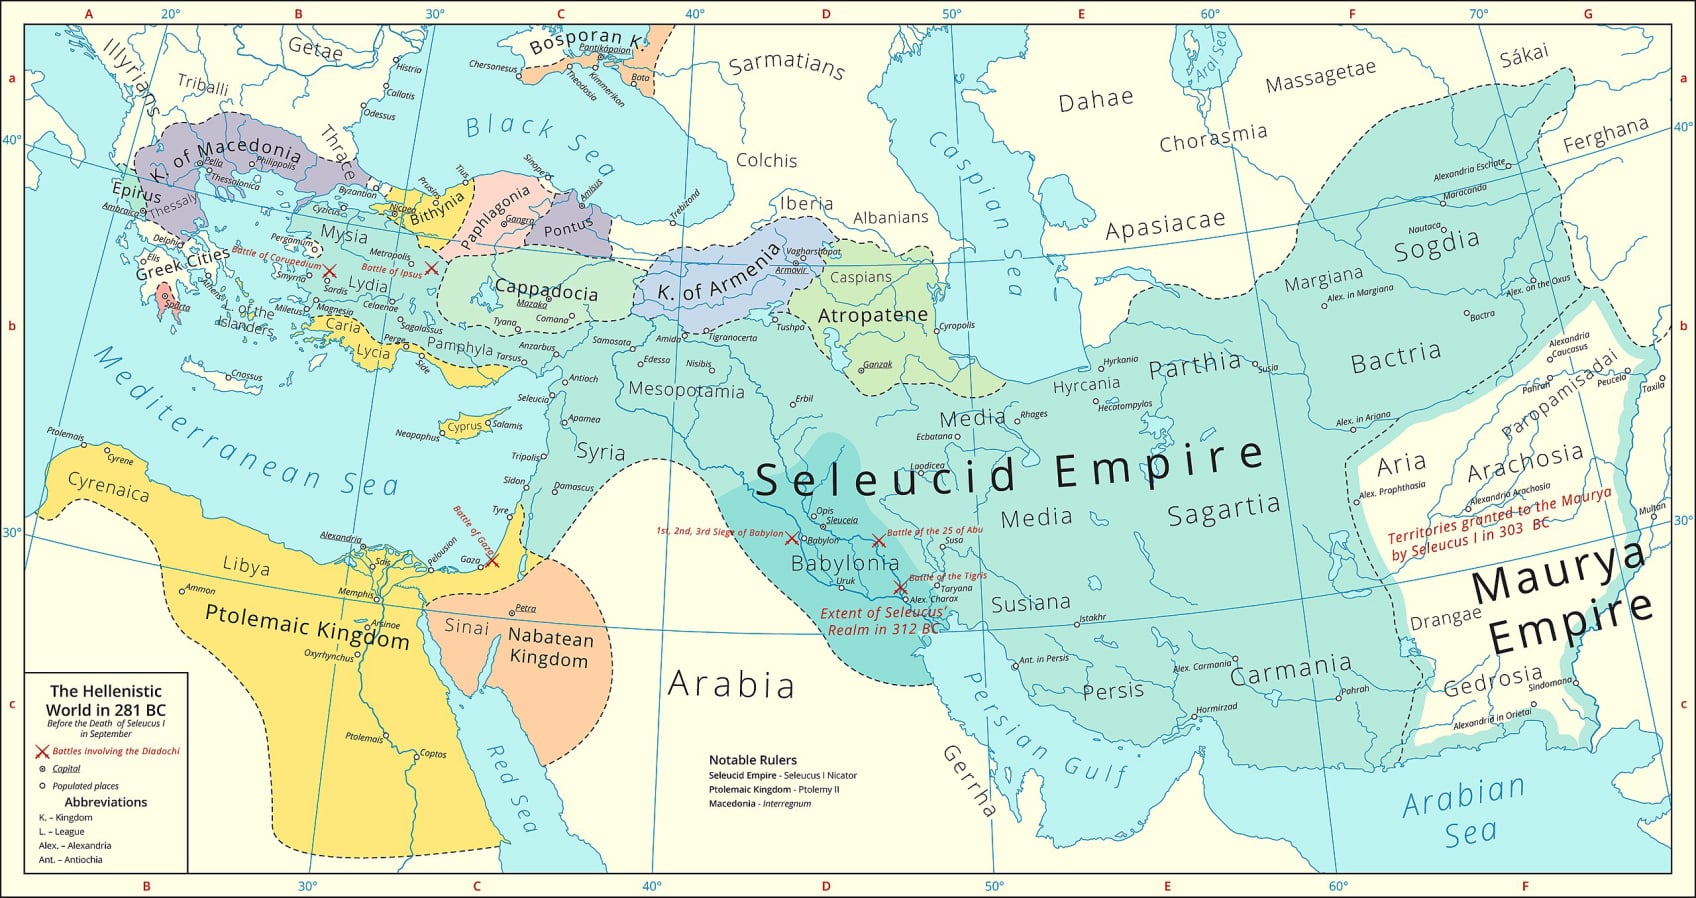 A
20°
B
30°
C
40°
D
50°
E
60°
F
70°
G
a
40°
b
30°
c
a
40°
b
30°
c
B
30°
C
40°
D
50°
E
60°
F
Illyrians
Getae
Triballi
Histria
Callatis
Odessus
Thrace
Chersonesus
Bosporan K.
Pantikápaion
Theodosia
Kimmerikon
Bata
Sarmatians
Black Sea
Colchis
Iberia
Albanians
Caspian Sea
Dahae
Aral Sea
Massagetae
Sákai
Chorasmia
Ferghana
Apasiacae
K. of Macedonia
Pella
Philippolis
Thessalonica
Epirus
Ambracia
Thessaly
Delphi
Elis
Greek Cities
Athens
Sparta
L. of the
Islanders
Byzantion
Cyzicus
Nicaea
Prusias
Tius
Bithynia
Paphlagonia
Gangra
Sinope
Amisus
Pontus
Trebizond
Mysia
Pergamum
Metropolis
Battle of Corupedium
Battle of Ipsus
Smyrna
Sardis
Lydia
Miletus
Magnesia
Celaenae
Sagalassus
Caria
Lycia
Perge
Side
Pamphyla
Cappadocia
Mazaka
Comana
Tyana
Tarsus
Anzarbus
K. of Armenia
Vagharshapat
Armavir
Caspians
Atropatene
Ganzak
Cyropolis
Tushpa
Tigranocerta
Amida
Samosata
Edessa
Nisibis
Mesopotamia
Erbil
Antioch
Seleucia
Apamea
Syria
Tripolis
Sidon
Damascus
Tyre
Cnossus
Mediterranean Sea
Neapaphus
Cyprus
Salamis
Ptolemais
Cyrene
Cyrenaica
Libya
Ammon
Alexandria
Sais
Memphis
Pelousion
Gaza
Battle of Gaza
Arsinoe
Oxyrhynchus
Ptolemaic Kingdom
Ptolemais
Coptos
Sinai
Petra
Nabatean
Kingdom
Red Sea
Arabia
Seleucid Empire
Media
Ecbatana
Rhages
Laodicea
Hyrcania
Hyrkania
Hecatompylos
Parthia
Susia
Bactria
Alex. in Ariana
Margiana
Alex. in Margiana
Sogdia
Nautaca
Maracanda
Alexandria Eschate
Alex. on the Oxus
Bactra
Alexandria
Caucasus
Paropamisadai
Pahrah
Peucela
Taxila
Aria
Alex. Prophthasia
Arachosia
Alexandria Arachosia
Multan
Territories granted to the Maurya
by Seleucus I in 303 BC
Maurya
Empire
Drangae
Gedrosia
Sindomana
Alexandria in Orietai
Arabian
Sea
Media
Sagartia
Opis
Sleuceia
1st, 2nd, 3rd Siege of Babylon
Babylon
Battle of the 25 of Abu
Susa
Babylonia
Uruk
Battle of the Tigris
Taryana
Alex. Charax
Extent of Seleucus'
Realm in 312 BC
Susiana
Istakhr
Ant. in Persis
Persis
Alex. Carmania
Carmania
Pahrah
Hormirzad
Persian Gulf
Gerrha
The Hellenistic
World in 281 BC
Before the Death of Seleucus I
in September
Battles involving the Diadochi
Capital
Populated places
Abbreviations
K. – Kingdom
L. – League
Alex. – Alexandria
Ant. – Antiochia
Notable Rulers
Seleucid Empire - Seleucus I Nicator
Ptolemaic Kingdom - Ptolemy II
Macedonia - Interregnum